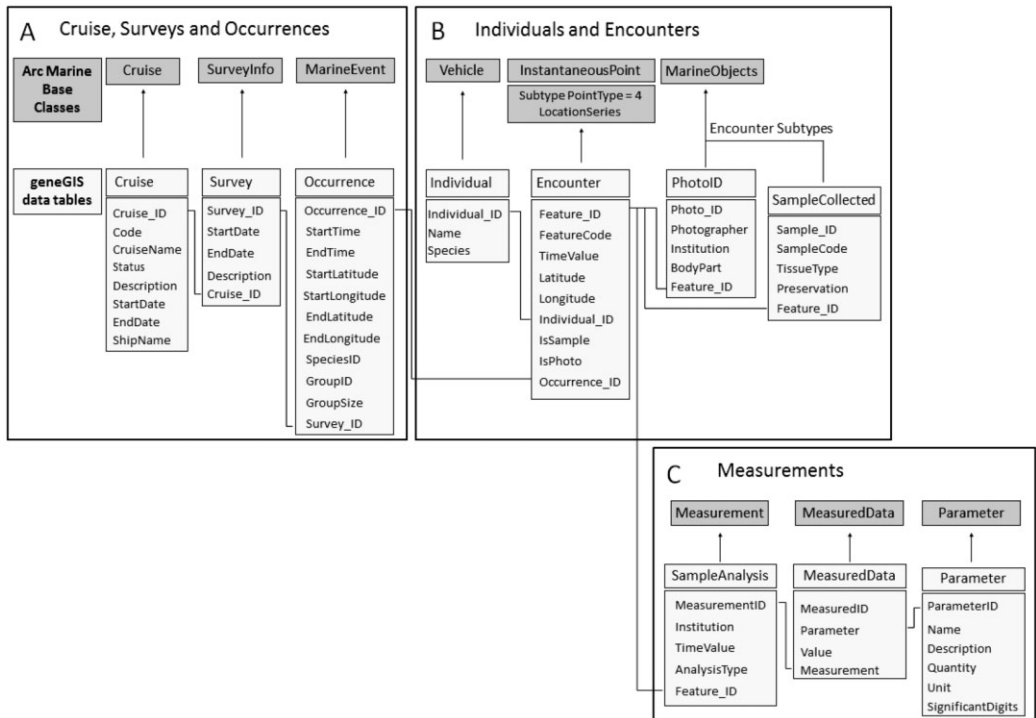 A Cruise, Surveys and Occurrences
Arc Marine
Base
Classes
Cruise
SurveyInfo
MarineEvent
geneGIS
data tables
Cruise
Cruise_ID
Code
CruiseName
Status
Description
StartDate
EndDate
ShipName
Survey
Survey_ID
StartDate
EndDate
Description
Cruise_ID
Occurrence
Occurrence_ID
StartTime
EndTime
StartLatitude
StartLongitude
EndLatitude
EndLongitude
SpeciesID
GroupID
GroupSize
Survey_ID
B Individuals and Encounters
Vehicle
InstantaneousPoint
Subtype PointType = 4
LocationSeries
MarineObjects
Encounter Subtypes
Individual
Individual_ID
Name
Species
Encounter
Feature_ID
FeatureCode
TimeValue
Latitude
Longitude
Individual_ID
IsSample
IsPhoto
Occurrence_ID
PhotoID
Photo_ID
Photographer
Institution
BodyPart
Feature_ID
SampleCollected
Sample_ID
SampleCode
TissueType
Preservation
Feature_ID
C Measurements
Measurement
MeasuredData
Parameter
SampleAnalysis
MeasurementID
Institution
TimeValue
AnalysisType
Feature_ID
MeasuredData
MeasuredID
Parameter
Value
Measurement
Parameter
ParameterID
Name
Description
Quantity
Unit
SignificantDigits